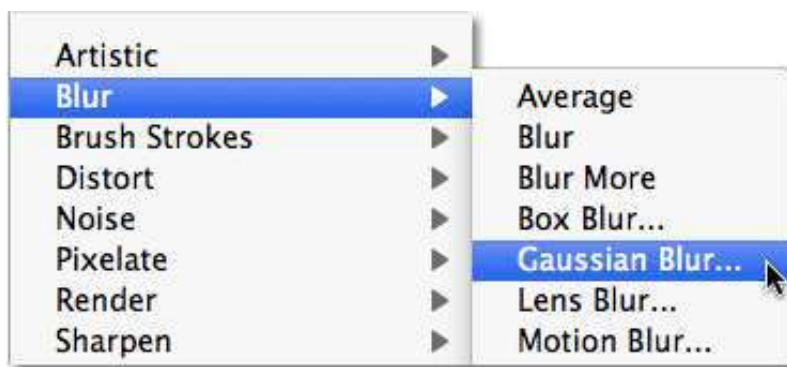 Artistic
Blur
Brush Strokes
Distort
Noise
Pixelate
Render
Sharpen
Average
Blur
Blur More
Box Blur...
Gaussian Blur...
Lens Blur...
Motion Blur...